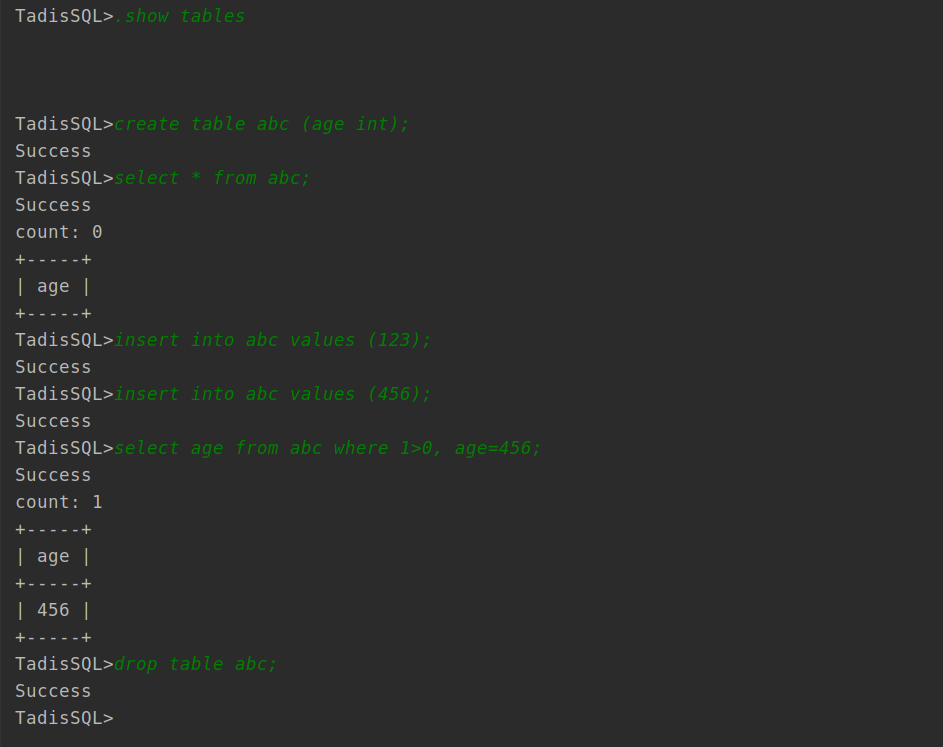 TadisSQL>.show tables
TadisSQL>create table abc (age int);
Success
TadisSQL>select * from abc;
Success
count: 0
+-----+
| age |
+-----+
TadisSQL>insert into abc values (123);
Success
TadisSQL>insert into abc values (456);
Success
TadisSQL>select age from abc where 1>0, age=456;
Success
count: 1
+-----+
| age |
+-----+
| 456 |
+-----+
TadisSQL>drop table abc;
Success
TadisSQL>